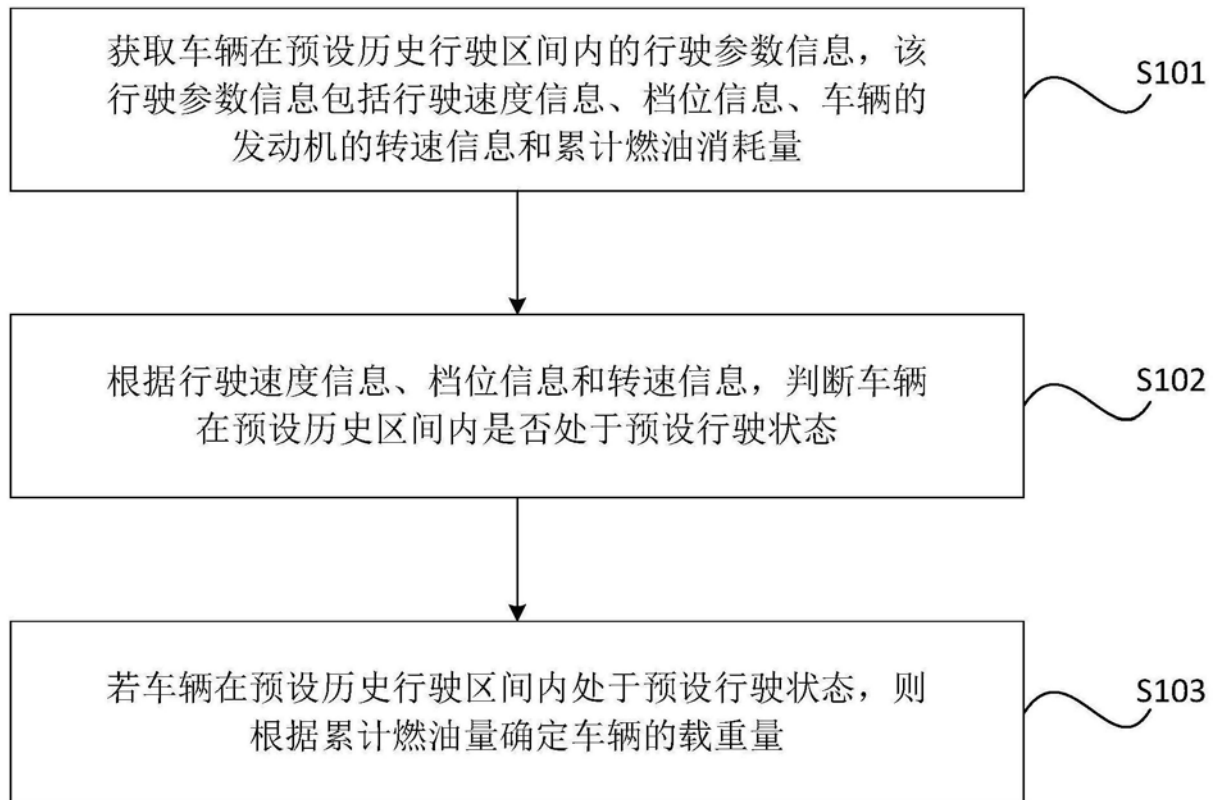 获取车辆在预设历史行驶区间内的行驶参数信息，该
行驶参数信息包括行驶速度信息、档位信息、车辆的
发动机的转速信息和累计燃油消耗量
S101
根据行驶速度信息、档位信息和转速信息，判断车辆
在预设历史区间内是否处于预设行驶状态
S102
若车辆在预设历史行驶区间内处于预设行驶状态，则
根据累计燃油量确定车辆的载重量
S103